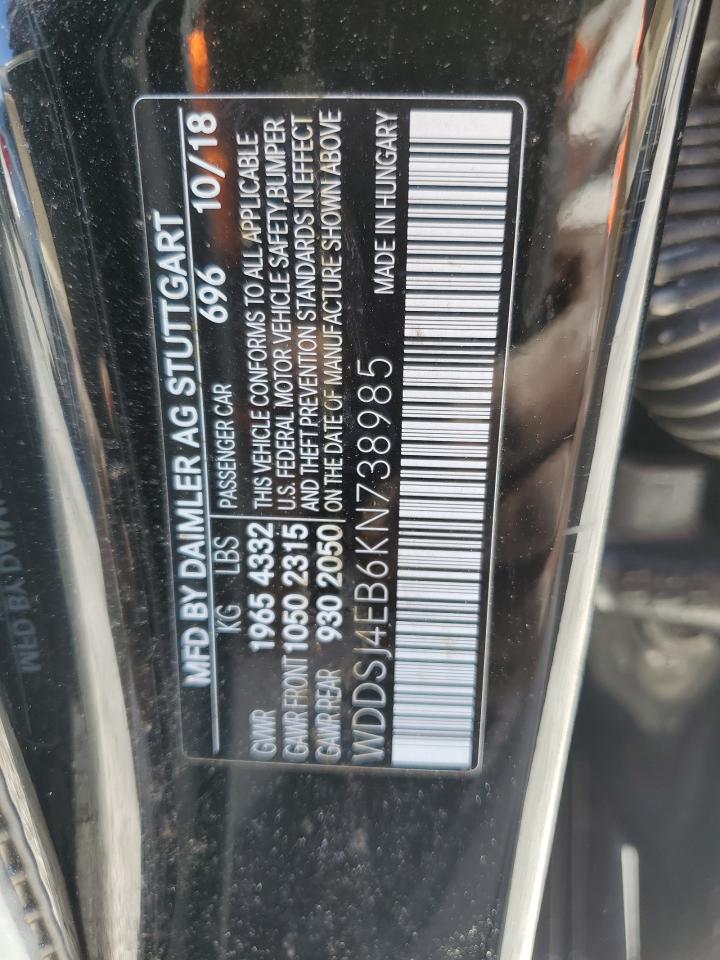 MFD BY DAIMLER AG STUTTGART
KG LBS PASSENGER CAR 696 10/18
GVWR 1965 4332 THIS VEHICLE CONFORMS TO ALL APPLICABLE
U.S. FEDERAL MOTOR VEHICLE SAFETY,BUMPER
GAWR FRONT 1050 2315 AND THEFT PREVENTION STANDARDS IN EFFECT
GAWR REAR 930 2050 ON THE DATE OF MANUFACTURE SHOWN ABOVE
WDDSJ4EB6KN738985 MADE IN HUNGARY